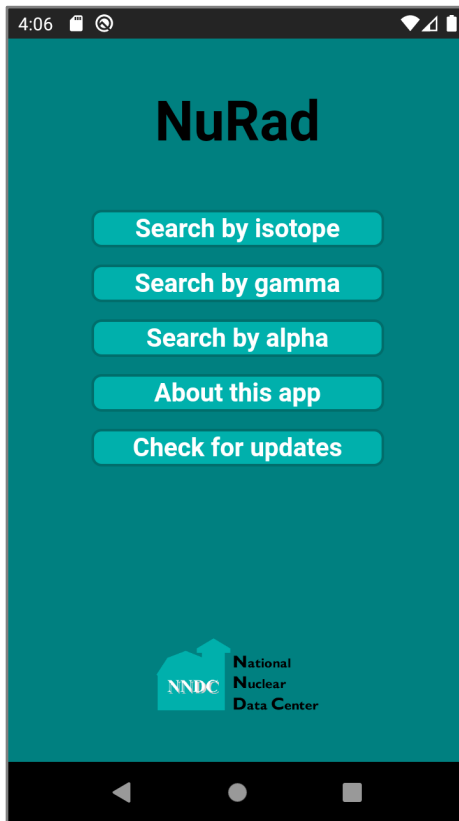 4:06
NuRad
Search by isotope
Search by gamma
Search by alpha
About this app
Check for updates
NNDC
National
Nuclear
Data Center